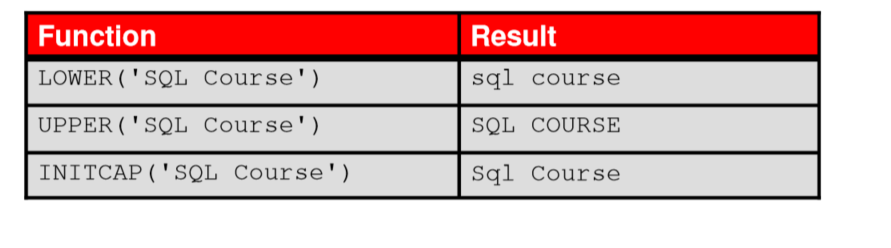 Function Result
LOWER('SQL Course') sql course
UPPER('SQL Course') SQL COURSE
INITCAP('SQL Course') Sql Course